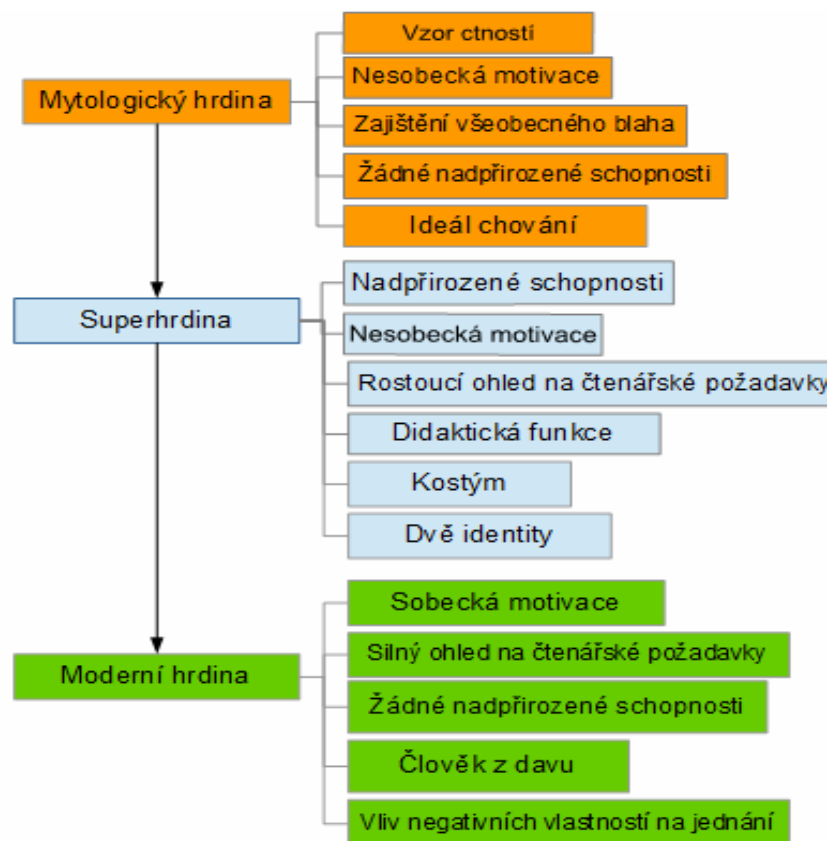 Mytologický hrdina
Vzor ctností
Nesobecká motivace
Zajištění všeobecného blaha
Žádné nadpřirozené schopnosti
Ideál chování
Superhrdina
Nadpřirozené schopnosti
Nesobecká motivace
Rostoucí ohled na čtenářské požadavky
Didaktická funkce
Kostým
Dvě identity
Moderní hrdina
Sobecká motivace
Silný ohled na čtenářské požadavky
Žádné nadpřirozené schopnosti
Člověk z davu
Vliv negativních vlastností na jednání